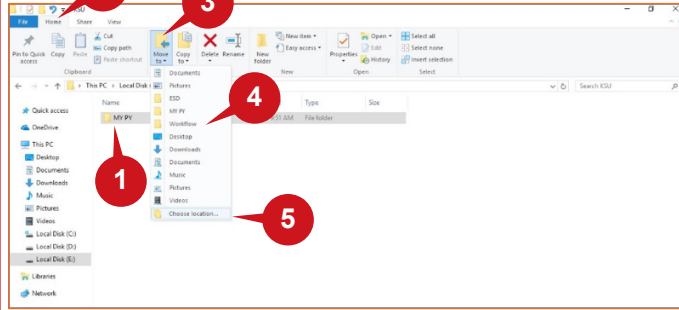 KSU
3
File Home Share View
Pin to Quick access
Copy
Paste
Cut
Copy path
Paste shortcut
Move to
Copy to
Delete
Rename
New folder
New item
Easy access
Properties
Open
Edit
History
Select all
Select none
Invert selection
Clipboard
New
Open
Select
This PC
Local Disk
Search KSU
Documents
Pictures
ESD
MY PY
Workflow
Desktop
Downloads
Documents
Music
Pictures
Videos
Choose location...
4
5
Name
Type
Size
MY PY
AM
File folder
1
Quick access
OneDrive
This PC
Desktop
Documents
Downloads
Music
Pictures
Videos
Local Disk (C:)
Local Disk (D:)
Local Disk (E:)
Libraries
Network